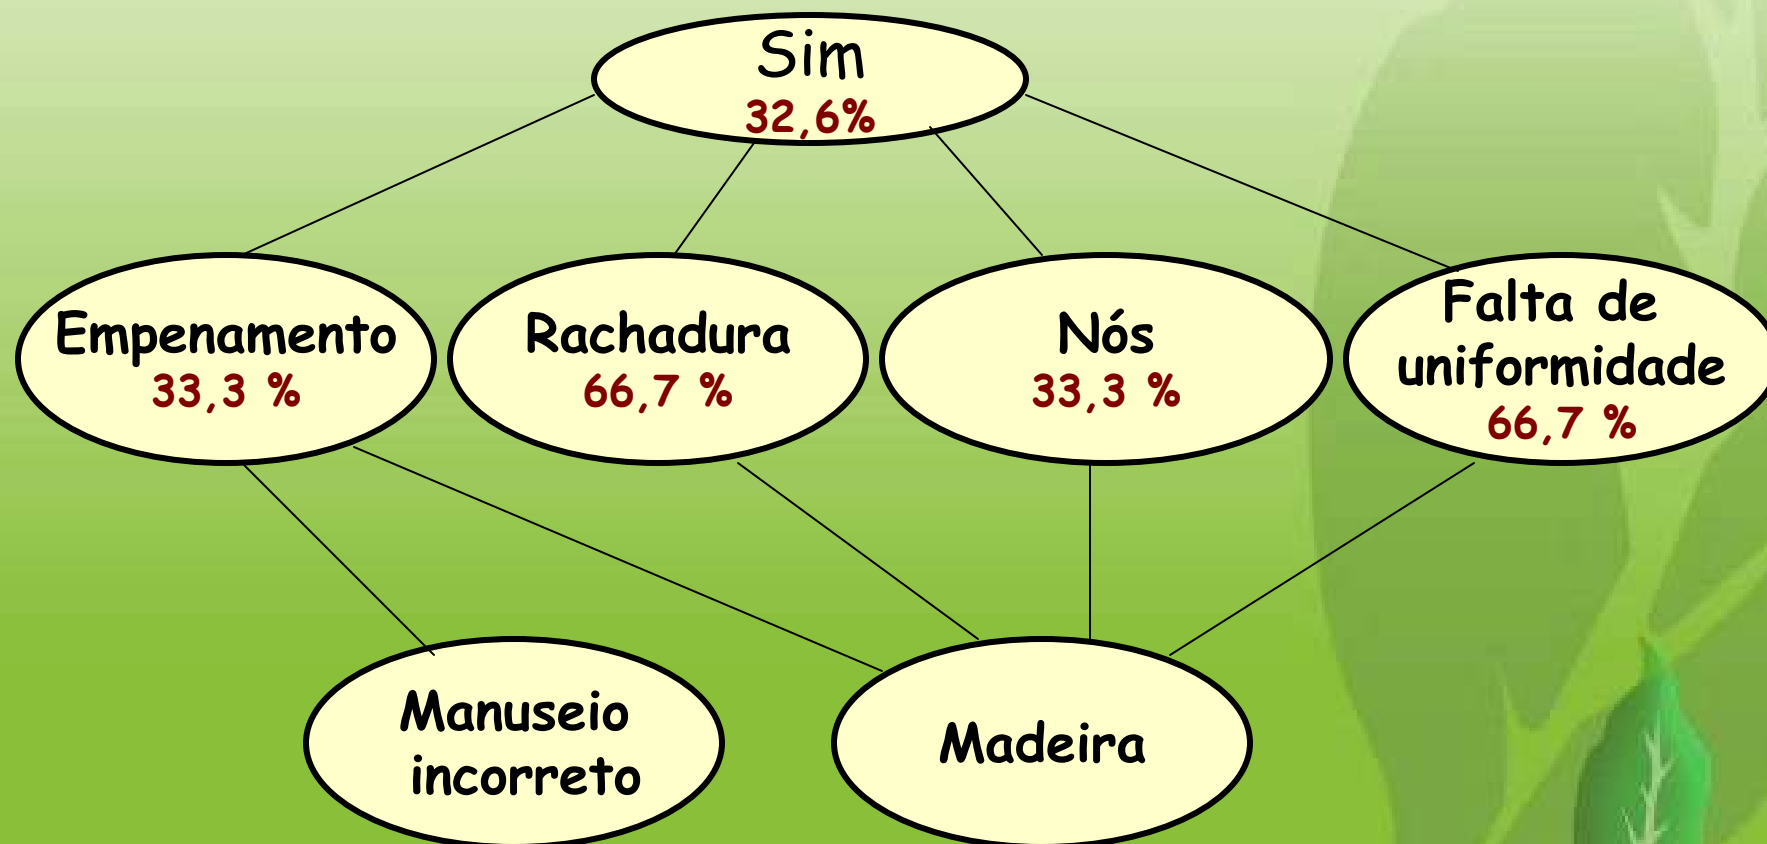 Sim
32,6%
Empenamento
33,3 %
Rachadura
66,7 %
Nós
33,3 %
Falta de
uniformidade
66,7 %
Manuseio
incorreto
Madeira